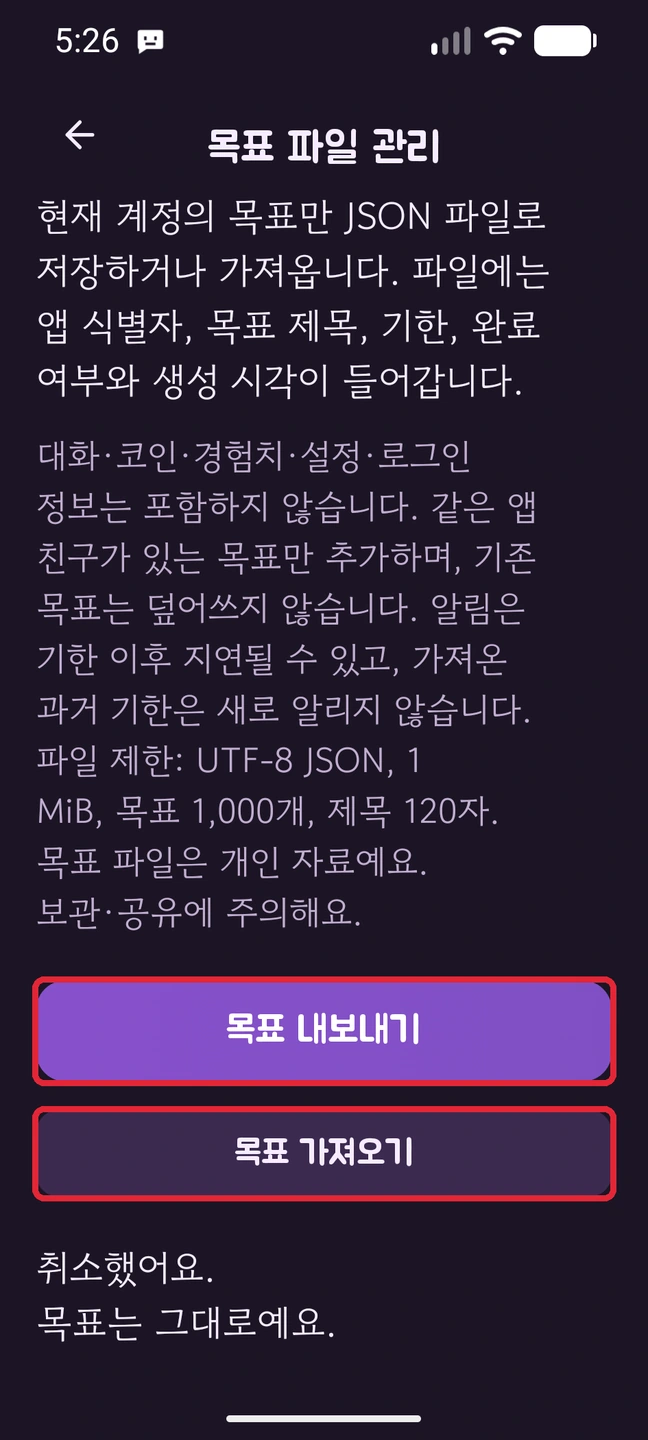 5:26
목표 파일 관리
현재 계정의 목표만 JSON 파일로
저장하거나 가져옵니다. 파일에는
앱 식별자, 목표 제목, 기한, 완료
여부와 생성 시각이 들어갑니다.
대화·코인·경험치·설정·로그인
정보는 포함하지 않습니다. 같은 앱
친구가 있는 목표만 추가하며, 기존
목표는 덮어쓰지 않습니다. 알림은
기한 이후 지연될 수 있고, 가져온
과거 기한은 새로 알리지 않습니다.
파일 제한: UTF-8 JSON, 1
MiB, 목표 1,000개, 제목 120자.
목표 파일은 개인 자료예요.
보관·공유에 주의해요.
목표 내보내기
목표 가져오기
취소했어요.
목표는 그대로예요.